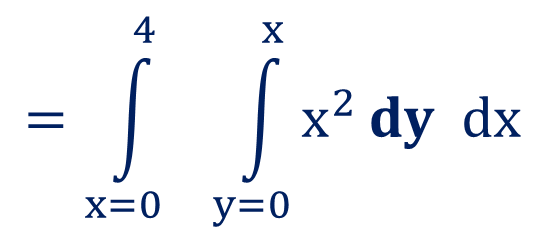 4 x
= ∫ ∫ x² dy dx
x=0 y=0